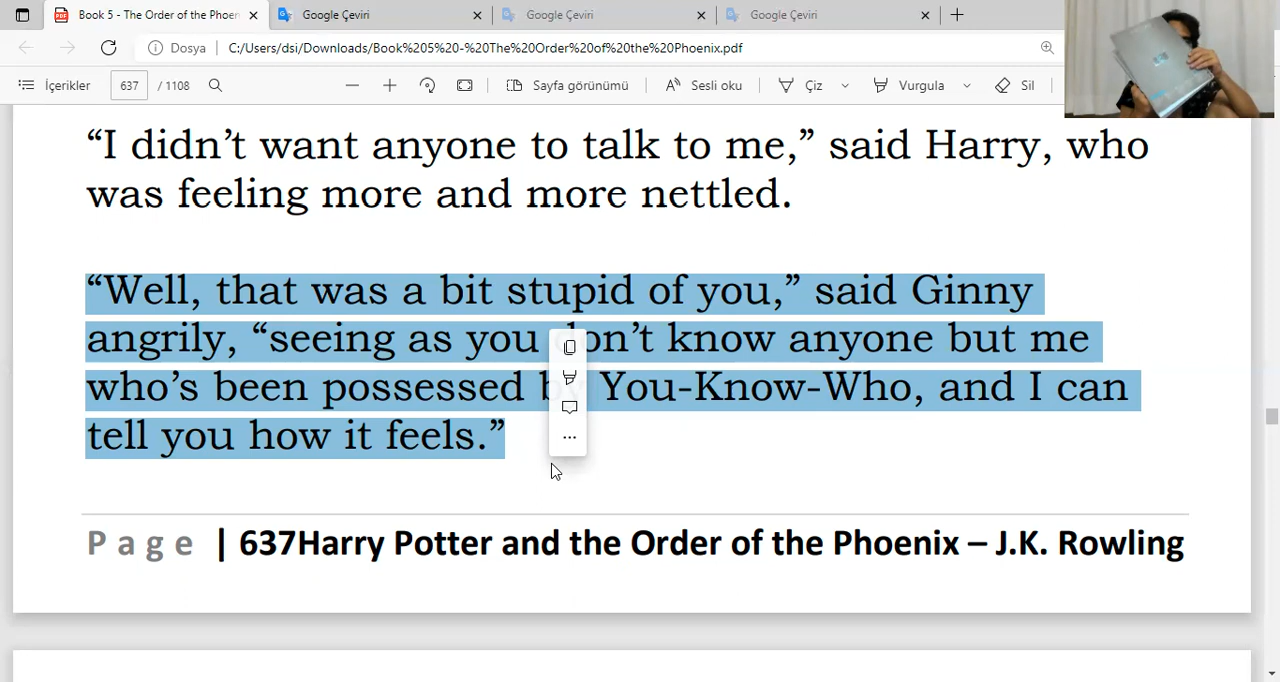 Book 5 - The Order of the Phoen
Google Çeviri
Google Çeviri
Google Çeviri
Dosya
C:/Users/dsi/Downloads/Book%205%20-%20The%20Order%20of%20the%20Phoenix.pdf
İçerikler
637 / 1108
Sayfa görünümü
Sesli oku
Çiz
Vurgula
Sil
“I didn’t want anyone to talk to me,” said Harry, who
was feeling more and more nettled.
“Well, that was a bit stupid of you,” said Ginny
angrily, “seeing as you don’t know anyone but me
who’s been possessed by You-Know-Who, and I can
tell you how it feels.”
Page | 637Harry Potter and the Order of the Phoenix – J.K. Rowling